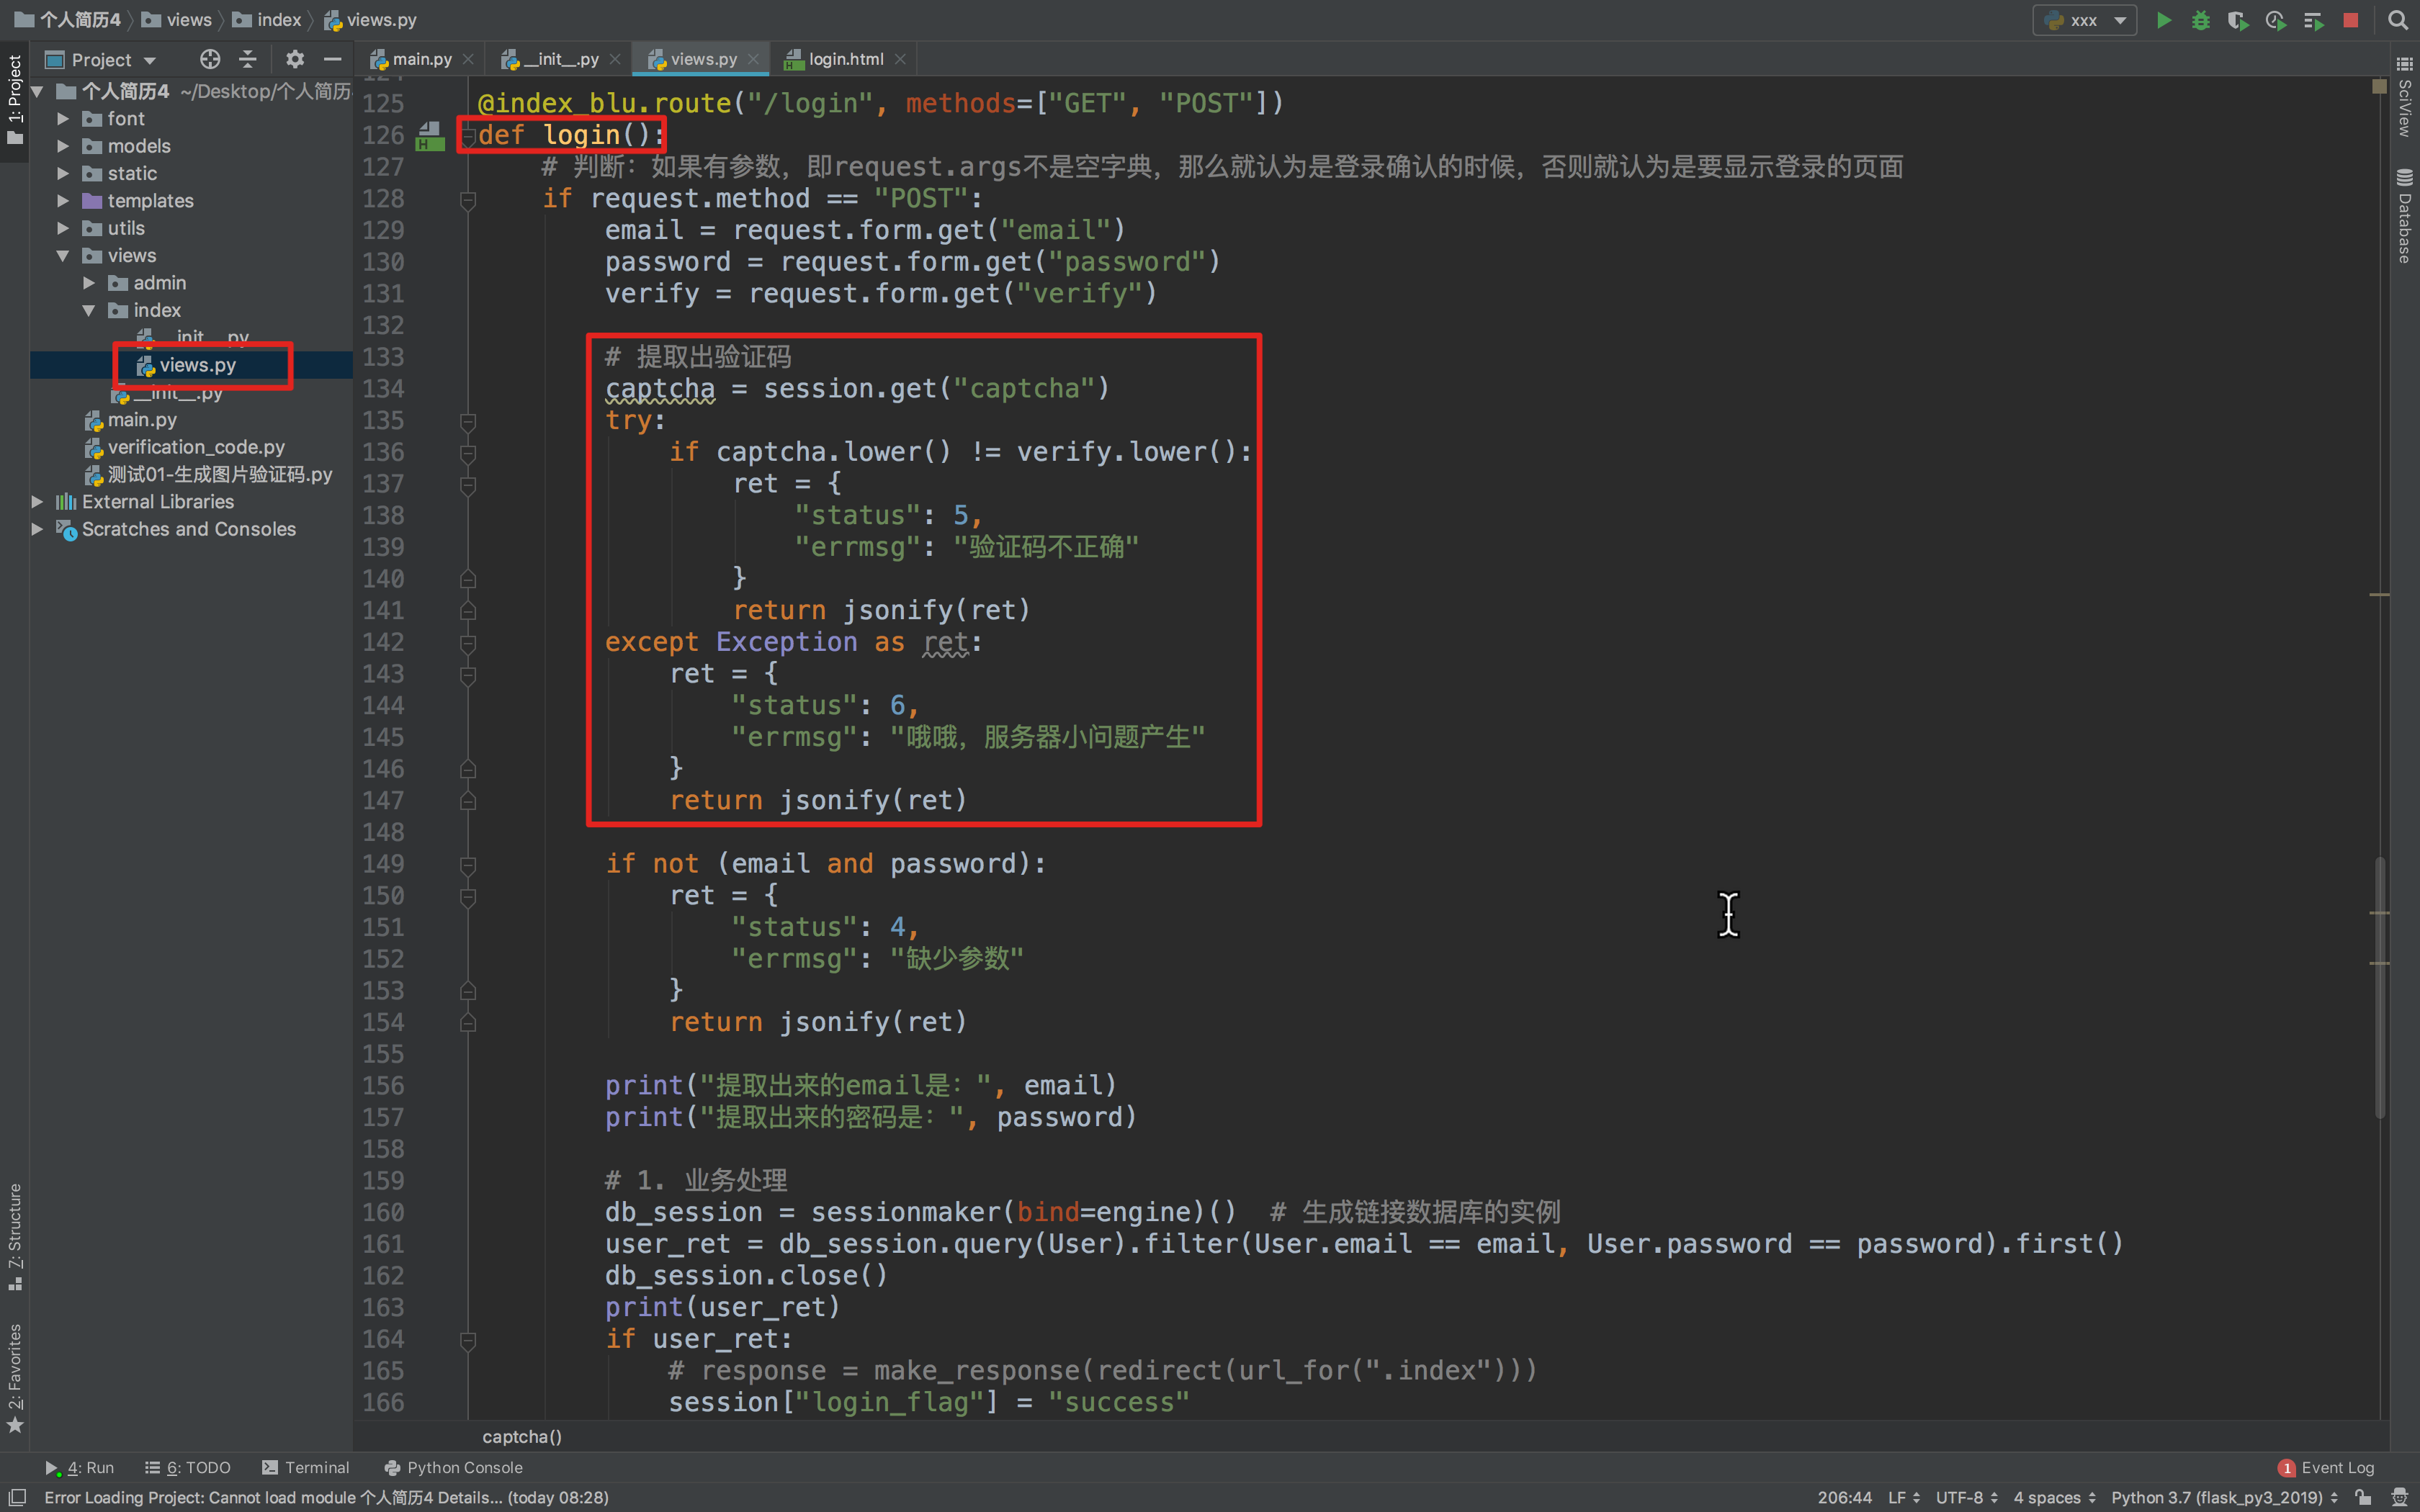 个人简历4 views index views.py
xxx
Project
main.py
__init__.py
views.py
login.html
1: Project
个人简历4 ~/Desktop/个人简历
font
models
static
templates
utils
views
admin
index
__init__.py
views.py
__init__.py
main.py
verification_code.py
测试01-生成图片验证码.py
External Libraries
Scratches and Consoles
7: Structure
2: Favorites
125 @index_blu.route("/login", methods=["GET", "POST"])
126 def login():
127 # 判断：如果有参数，即request.args不是空字典，那么就认为是登录确认的时候，否则就认为是要显示登录的页面
128 if request.method == "POST":
129 email = request.form.get("email")
130 password = request.form.get("password")
131 verify = request.form.get("verify")
132
133 # 提取出验证码
134 captcha = session.get("captcha")
135 try:
136 if captcha.lower() != verify.lower():
137 ret = {
138 "status": 5,
139 "errmsg": "验证码不正确"
140 }
141 return jsonify(ret)
142 except Exception as ret:
143 ret = {
144 "status": 6,
145 "errmsg": "哦哦，服务器小问题产生"
146 }
147 return jsonify(ret)
148
149 if not (email and password):
150 ret = {
151 "status": 4,
152 "errmsg": "缺少参数"
153 }
154 return jsonify(ret)
155
156 print("提取出来的email是：", email)
157 print("提取出来的密码是：", password)
158
159 # 1. 业务处理
160 db_session = sessionmaker(bind=engine)() # 生成链接数据库的实例
161 user_ret = db_session.query(User).filter(User.email == email, User.password == password).first()
162 db_session.close()
163 print(user_ret)
164 if user_ret:
165 # response = make_response(redirect(url_for(".index")))
166 session["login_flag"] = "success"
captcha()
SciView
Database
4: Run 6: TODO Terminal Python Console
1 Event Log
Error Loading Project: Cannot load module 个人简历4 Details... (today 08:28)
206:44 LF UTF-8 4 spaces Python 3.7 (flask_py3_2019)